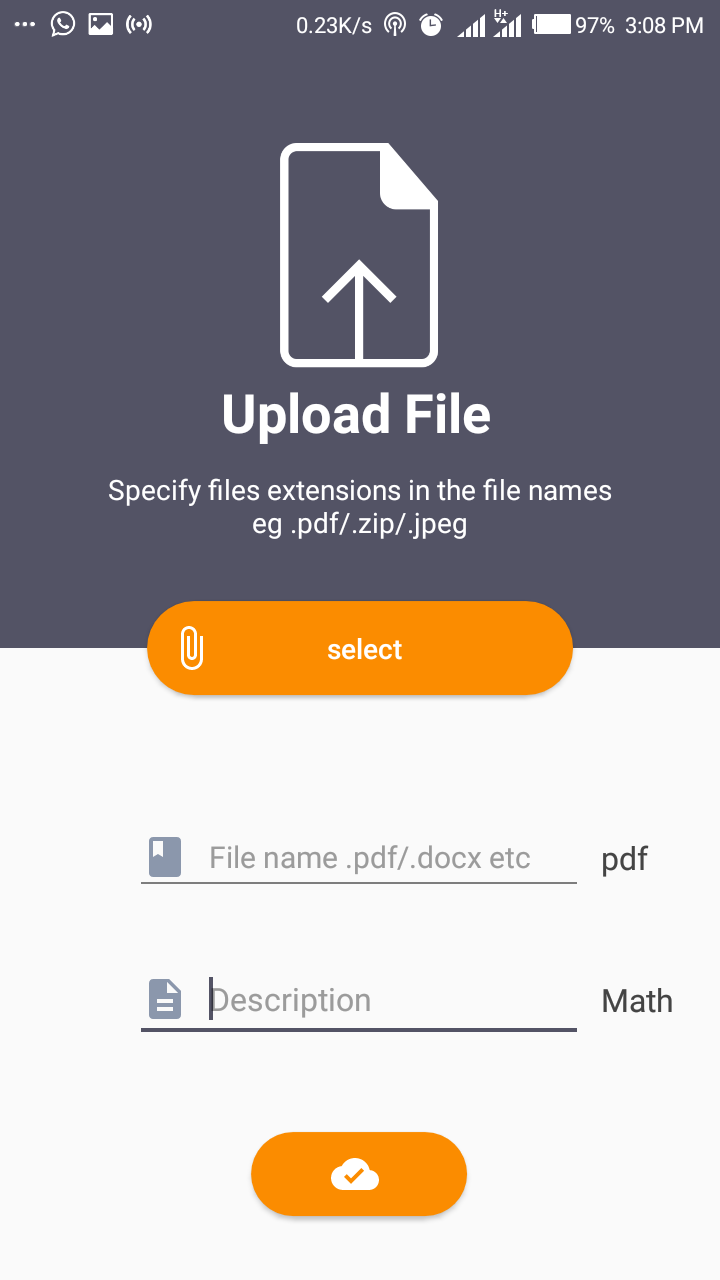 0.23K/s H+ 97% 3:08 PM
Upload File
Specify files extensions in the file names
eg .pdf/.zip/.jpeg
select
File name .pdf/.docx etc pdf
Description Math